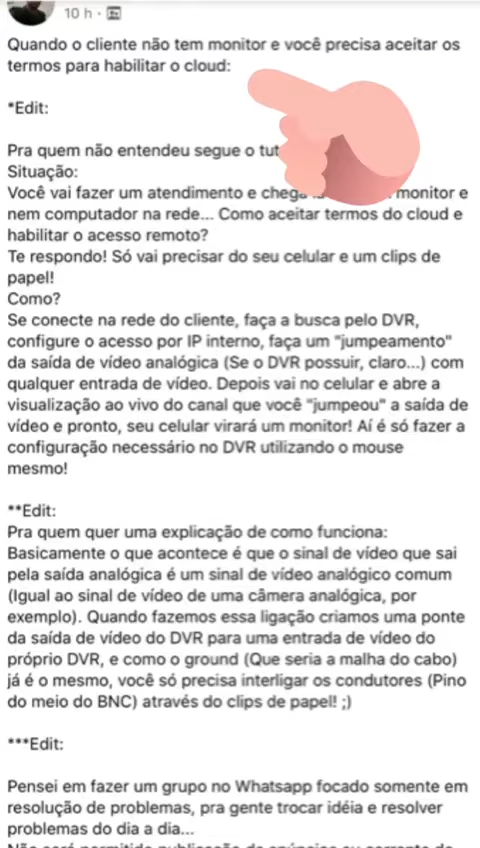 10 h ·
Quando o cliente não tem monitor e você precisa aceitar os
termos para habilitar o cloud:
*Edit:
Pra quem não entendeu segue o tut
Situação:
Você vai fazer um atendimento e chega monitor e
nem computador na rede... Como aceitar termos do cloud e
habilitar o acesso remoto?
Te respondo! Só vai precisar do seu celular e um clips de
papel!
Como?
Se conecte na rede do cliente, faça a busca pelo DVR,
configure o acesso por IP interno, faça um "jumpeamento"
da saída de vídeo analógica (Se o DVR possuir, claro...) com
qualquer entrada de vídeo. Depois vai no celular e abre a
visualização ao vivo do canal que você "jumpeou" a saída de
vídeo e pronto, seu celular virará um monitor! Aí é só fazer a
configuração necessário no DVR utilizando o mouse
mesmo!
**Edit:
Pra quem quer uma explicação de como funciona:
Basicamente o que acontece é que o sinal de vídeo que sai
pela saída analógica é um sinal de vídeo analógico comum
(Igual ao sinal de vídeo de uma câmera analógica, por
exemplo). Quando fazemos essa ligação criamos uma ponte
da saída de vídeo do DVR para uma entrada de vídeo do
próprio DVR, e como o ground (Que seria a malha do cabo)
já é o mesmo, você só precisa interligar os condutores (Pino
do meio do BNC) através do clips de papel! ;)
***Edit:
Pensei em fazer um grupo no Whatsapp focado somente em
resolução de problemas, pra gente trocar idéia e resolver
problemas do dia a dia...